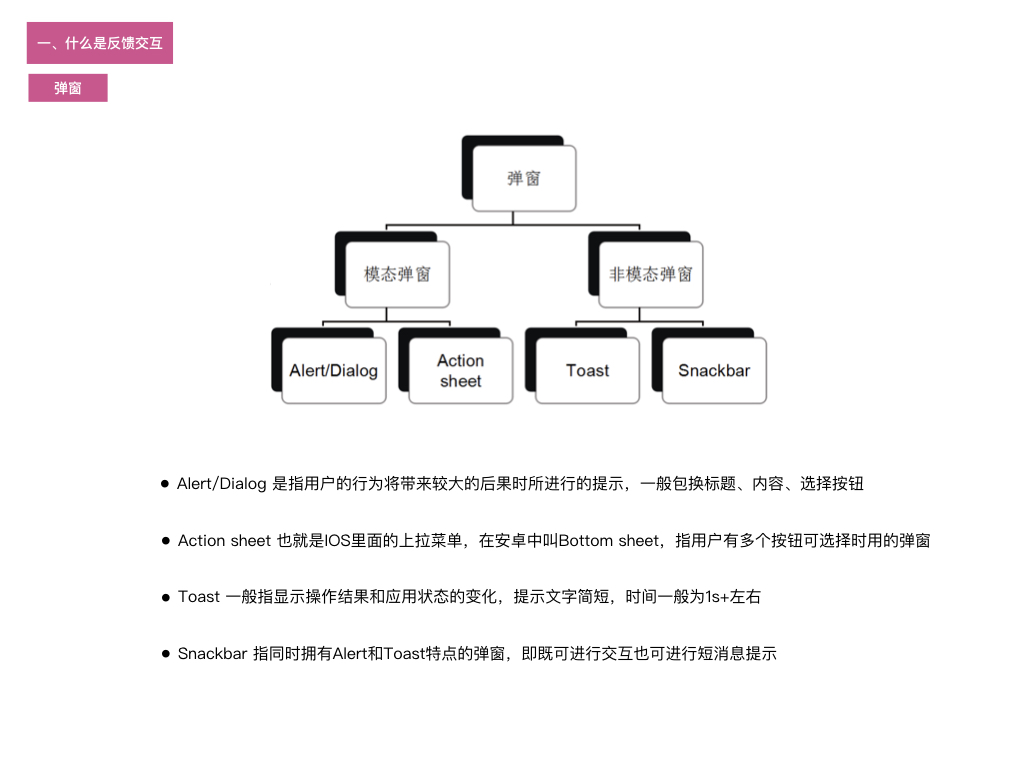 一、什么是反馈交互
弹窗
弹窗
模态弹窗
非模态弹窗
Alert/Dialog
Action
sheet
Toast
Snackbar
● Alert/Dialog 是指用户的行为将带来较大的后果时所进行的提示，一般包换标题、内容、选择按钮
● Action sheet 也就是IOS里面的上拉菜单，在安卓中叫Bottom sheet，指用户有多个按钮可选择时用的弹窗
● Toast 一般指显示操作结果和应用状态的变化，提示文字简短，时间一般为1s+左右
● Snackbar 指同时拥有Alert和Toast特点的弹窗，即既可进行交互也可进行短消息提示